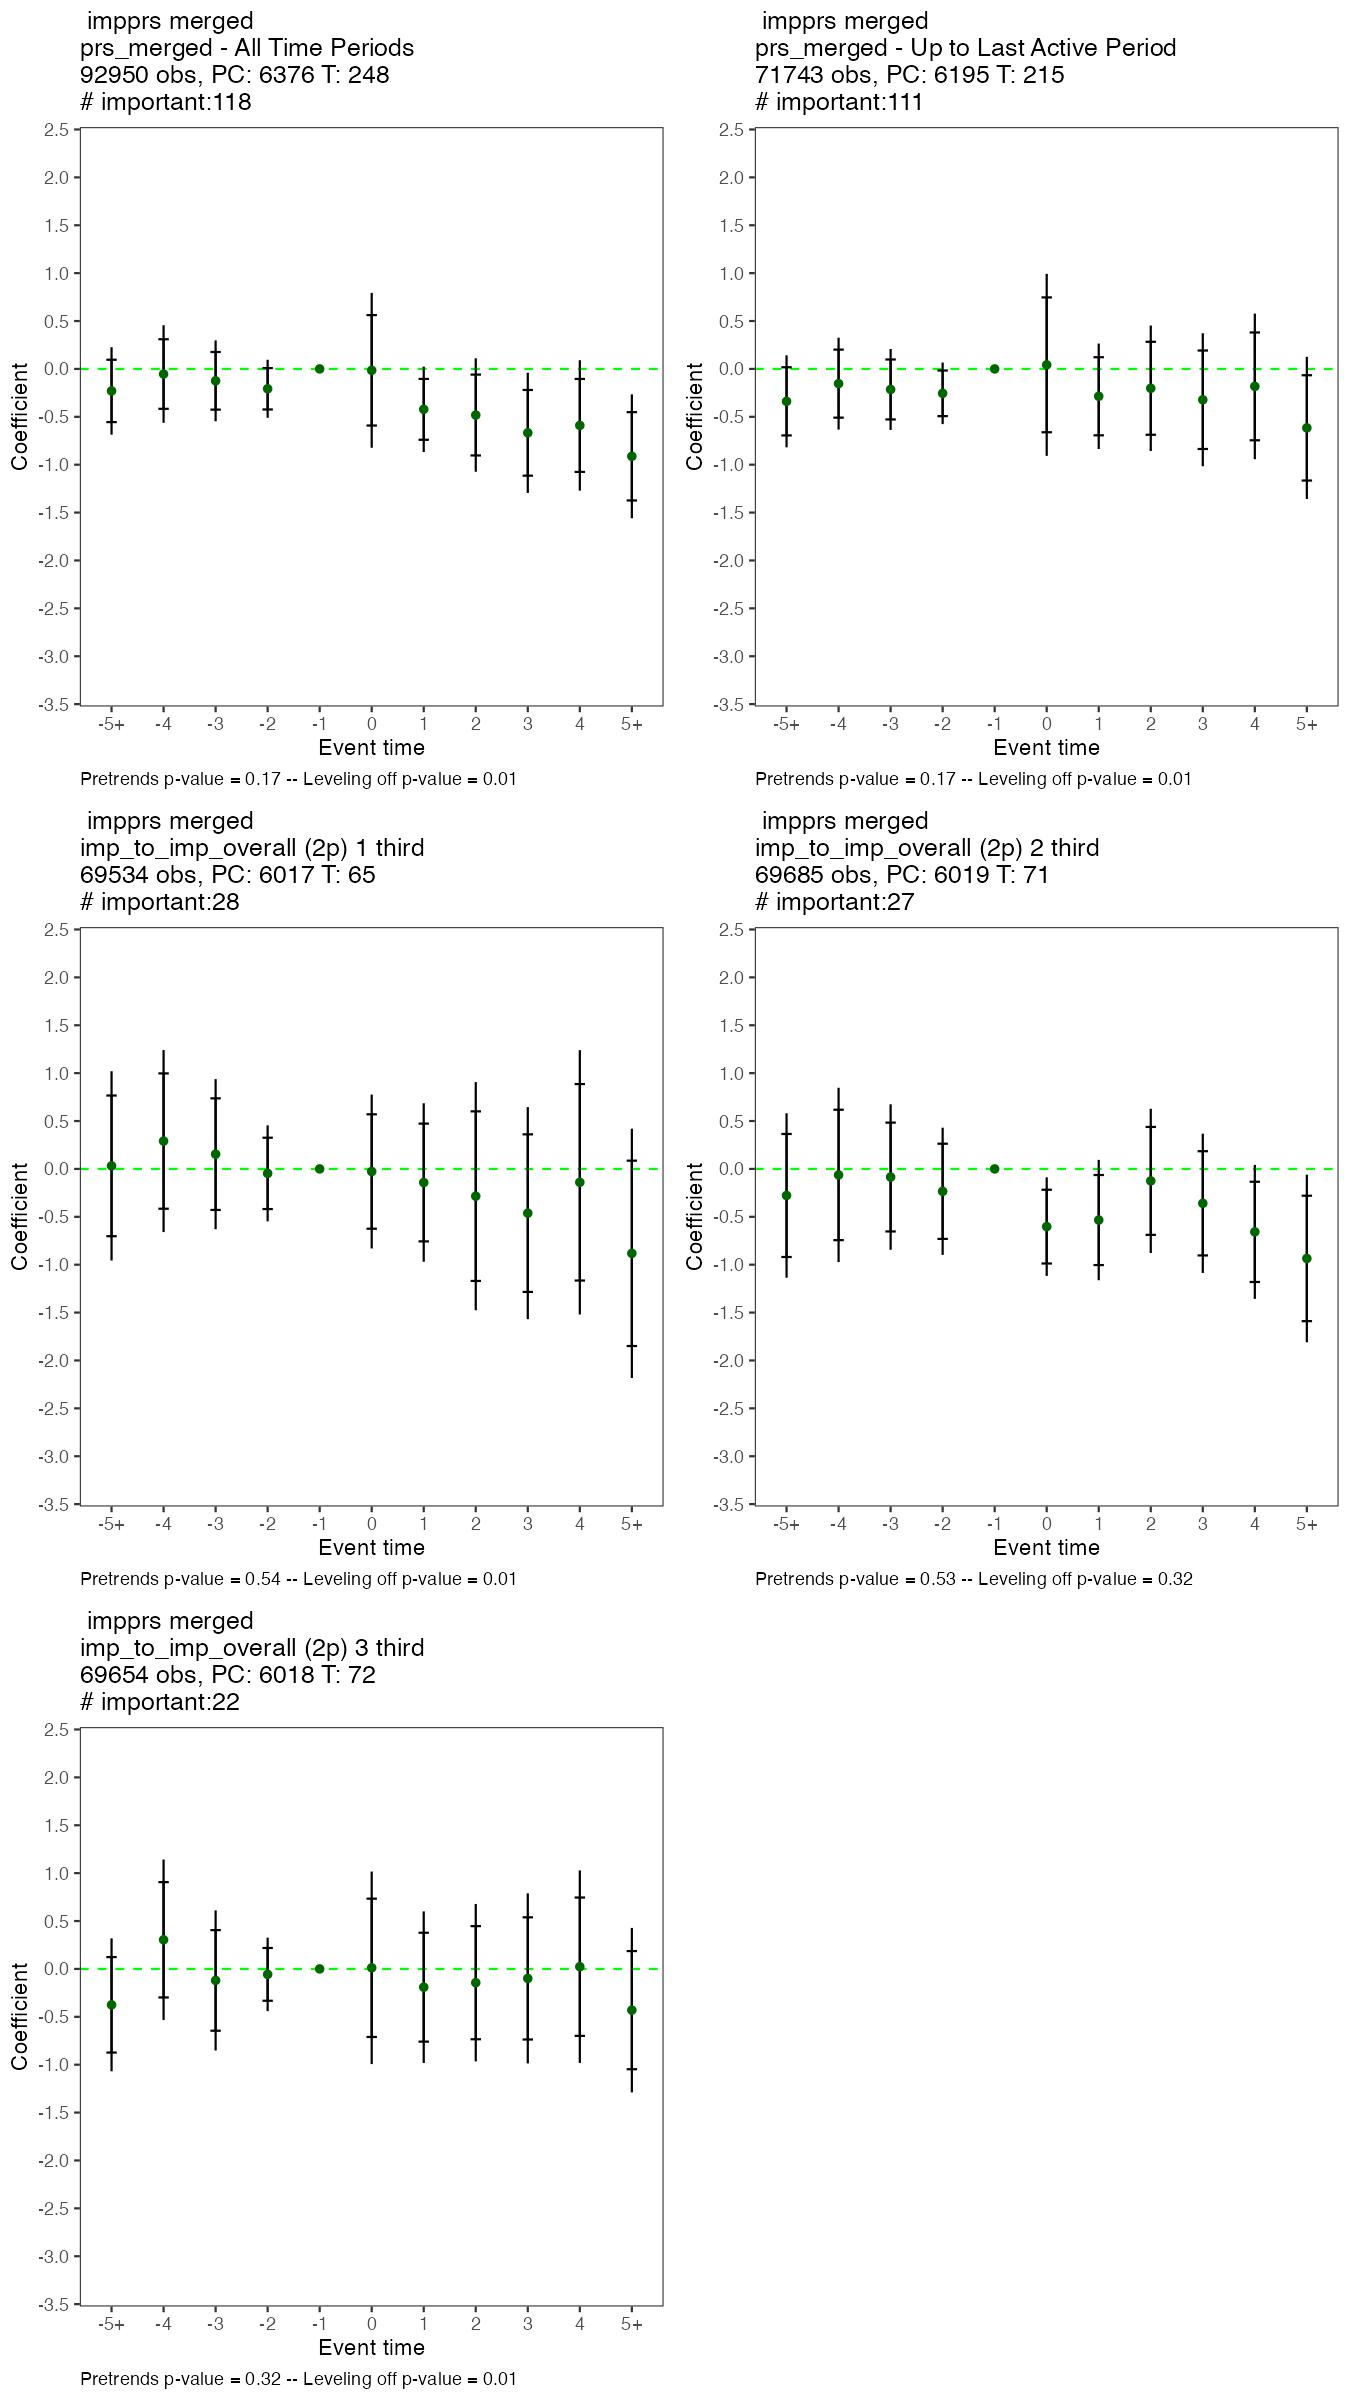 impprs merged
prs_merged - All Time Periods
92950 obs, PC: 6376 T: 248
# important:118
2.5
2.0
1.5
1.0
0.5
0.0
-0.5
-1.0
-1.5
-2.0
-2.5
-3.0
-3.5
Coefficient
-5+ -4 -3 -2 -1 0 1 2 3 4 5+
Event time
Pretrends p-value = 0.17 -- Leveling off p-value = 0.01
impprs merged
prs_merged - Up to Last Active Period
71743 obs, PC: 6195 T: 215
# important:111
2.5
2.0
1.5
1.0
0.5
0.0
-0.5
-1.0
-1.5
-2.0
-2.5
-3.0
-3.5
Coefficient
-5+ -4 -3 -2 -1 0 1 2 3 4 5+
Event time
Pretrends p-value = 0.17 -- Leveling off p-value = 0.01
impprs merged
imp_to_imp_overall (2p) 1 third
69534 obs, PC: 6017 T: 65
# important:28
2.5
2.0
1.5
1.0
0.5
0.0
-0.5
-1.0
-1.5
-2.0
-2.5
-3.0
-3.5
Coefficient
-5+ -4 -3 -2 -1 0 1 2 3 4 5+
Event time
Pretrends p-value = 0.54 -- Leveling off p-value = 0.01
impprs merged
imp_to_imp_overall (2p) 2 third
69685 obs, PC: 6019 T: 71
# important:27
2.5
2.0
1.5
1.0
0.5
0.0
-0.5
-1.0
-1.5
-2.0
-2.5
-3.0
-3.5
Coefficient
-5+ -4 -3 -2 -1 0 1 2 3 4 5+
Event time
Pretrends p-value = 0.53 -- Leveling off p-value = 0.32
impprs merged
imp_to_imp_overall (2p) 3 third
69654 obs, PC: 6018 T: 72
# important:22
2.5
2.0
1.5
1.0
0.5
0.0
-0.5
-1.0
-1.5
-2.0
-2.5
-3.0
-3.5
Coefficient
-5+ -4 -3 -2 -1 0 1 2 3 4 5+
Event time
Pretrends p-value = 0.32 -- Leveling off p-value = 0.01